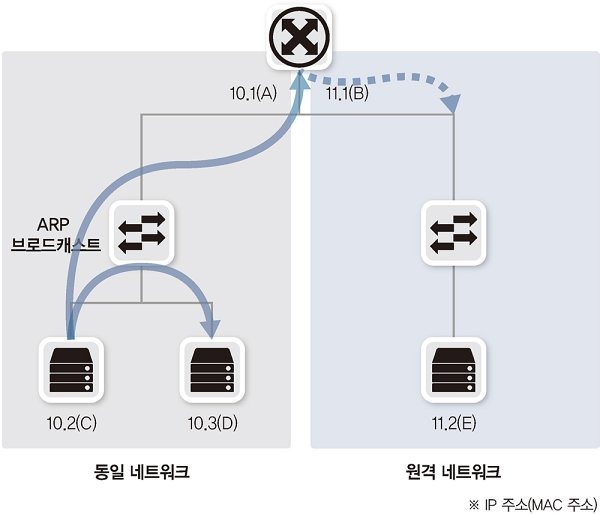 10.1(A)
11.1(B)
ARP
브로드캐스트
10.2(C)
10.3(D)
11.2(E)
동일 네트워크
원격 네트워크
※ IP 주소(MAC 주소)